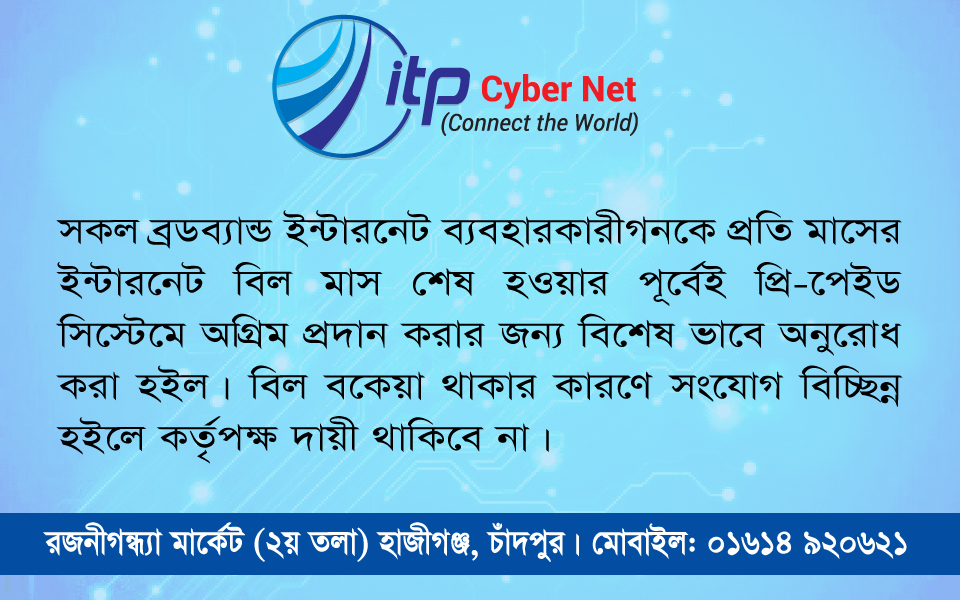 itp Cyber Net
(Connect the World)
সকল ব্রডব্যান্ড ইন্টারনেট ব্যবহারকারীগনকে প্রতি মাসের
ইন্টারনেট বিল মাস শেষ হওয়ার পূর্বেই প্রি-পেইড
সিস্টেমে অগ্রিম প্রদান করার জন্য বিশেষ ভাবে অনুরোধ
করা হইল। বিল বকেয়া থাকার কারণে সংযোগ বিচ্ছিন্ন
হইলে কর্তৃপক্ষ দায়ী থাকিবে না।
রজনীগন্ধ্যা মার্কেট (২য় তলা) হাজীগঞ্জ, চাঁদপুর। মোবাইল: ০১৬১৪ ৯২০৬২১